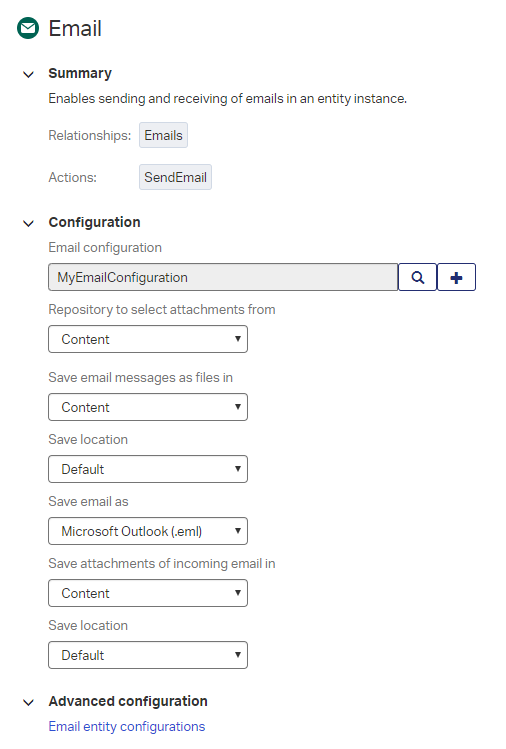 Email
Summary
Enables sending and receiving of emails in an entity instance.
Relationships: Emails
Actions: SendEmail
Configuration
Email configuration
MyEmailConfiguration
Repository to select attachments from
Content
Save email messages as files in
Content
Save location
Default
Save email as
Microsoft Outlook (.eml)
Save attachments of incoming email in
Content
Save location
Default
Advanced configuration
Email entity configurations